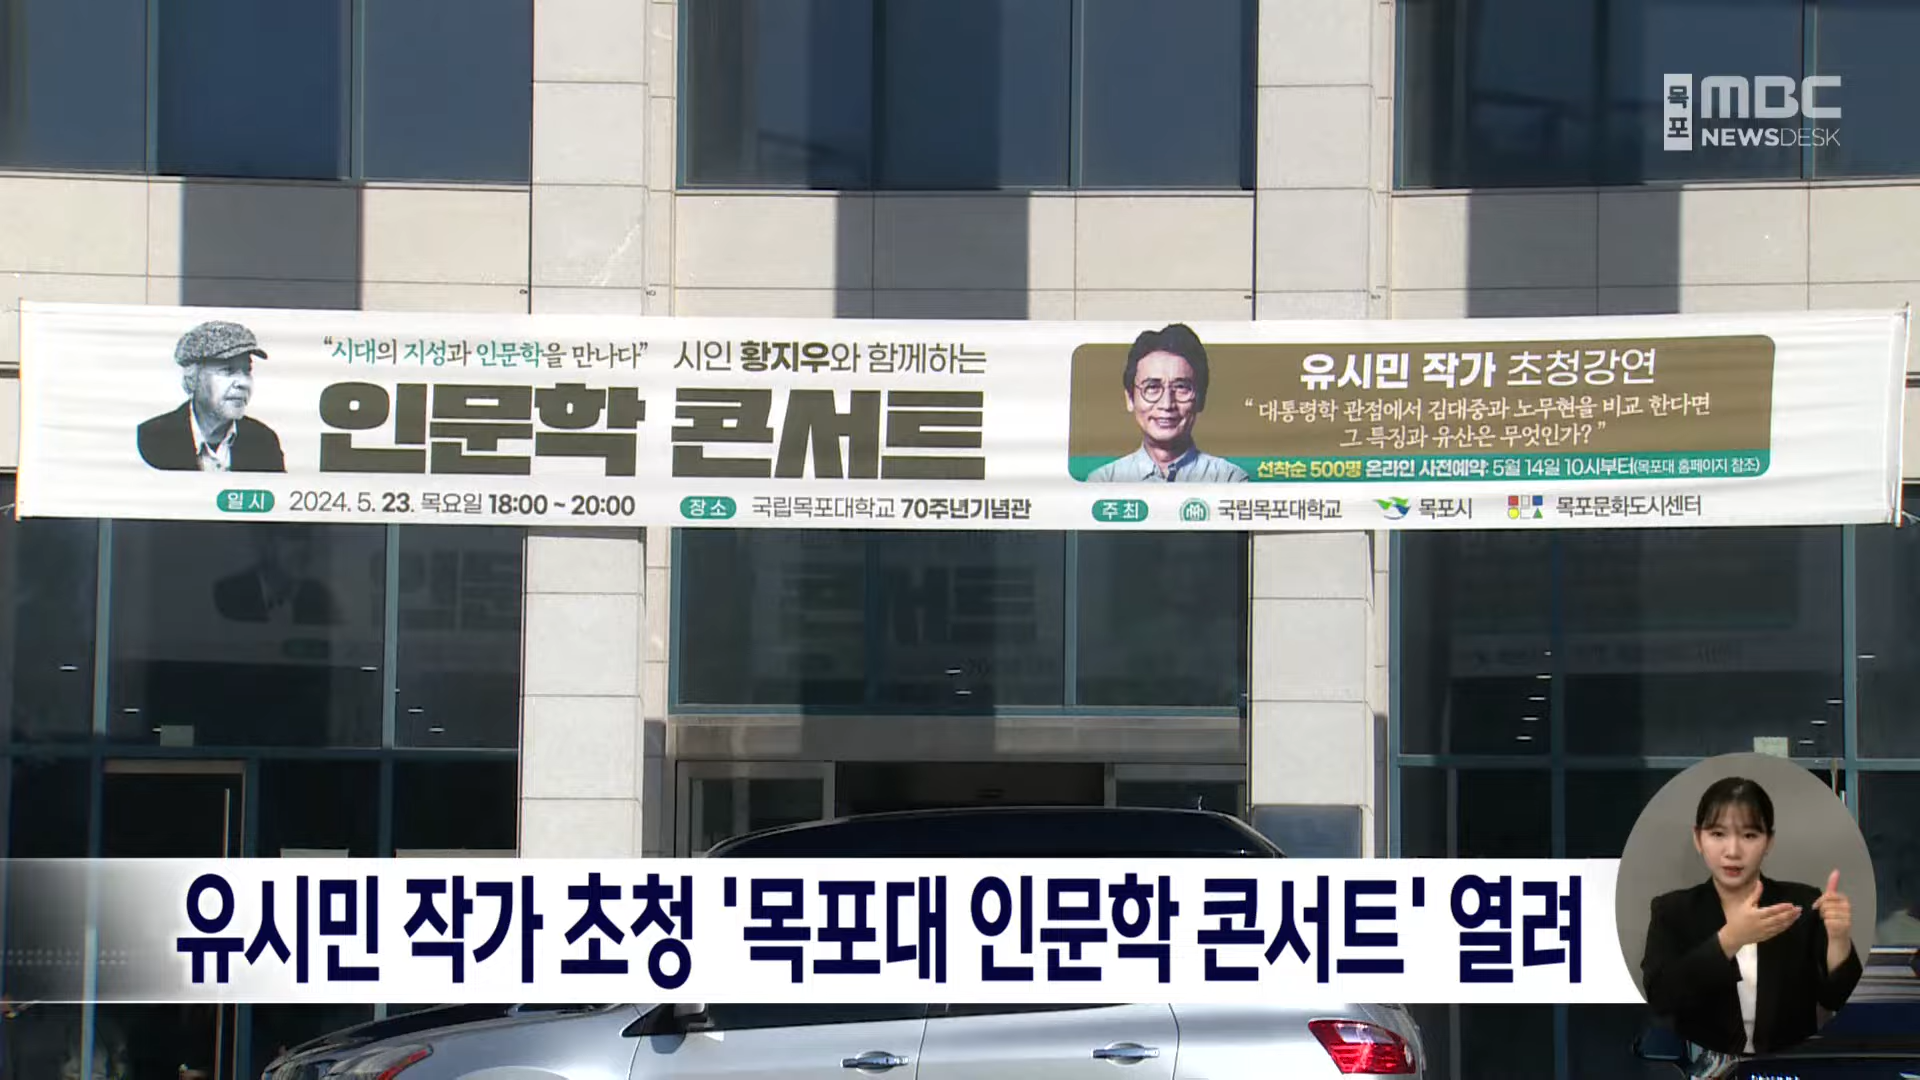 목포 MBC
NEWSDESK
“시대의 지성과 인문학을 만나다” 시인 황지우와 함께하는
인문학 콘서트
유시민 작가 초청강연
“ 대통령학 관점에서 김대중과 노무현을 비교 한다면
그 특징과 유산은 무엇인가? ”
선착순 500명 온라인 사전예약: 5월 14일 10시부터(목포대 홈페이지 참조)
일 시 2024. 5. 23. 목요일 18:00 ~ 20:00 장 소 국립목포대학교 70주년기념관 주 최 국립목포대학교 목포시 목포문화도시센터
유시민 작가 초청 '목포대 인문학 콘서트' 열려